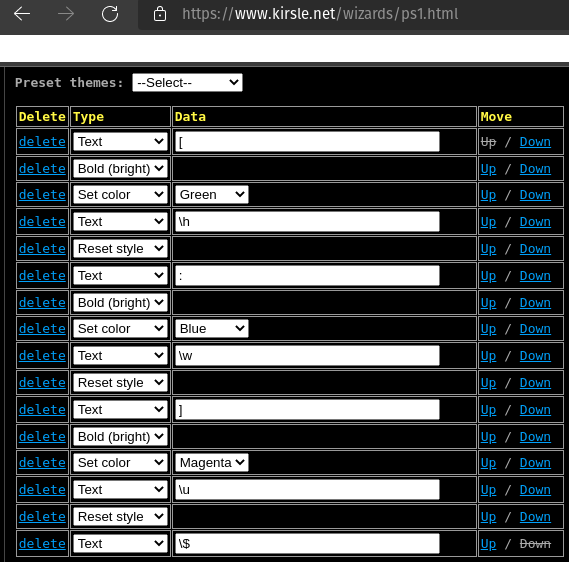 https://www.kirsle.net/wizards/ps1.html
Preset themes: --Select--
Delete Type Data Move
delete Text [ Up / Down
delete Bold (bright) Up / Down
delete Set color Green Up / Down
delete Text \h Up / Down
delete Reset style Up / Down
delete Text : Up / Down
delete Bold (bright) Up / Down
delete Set color Blue Up / Down
delete Text \w Up / Down
delete Reset style Up / Down
delete Text ] Up / Down
delete Bold (bright) Up / Down
delete Set color Magenta Up / Down
delete Text \u Up / Down
delete Reset style Up / Down
delete Text \$ Up / Down